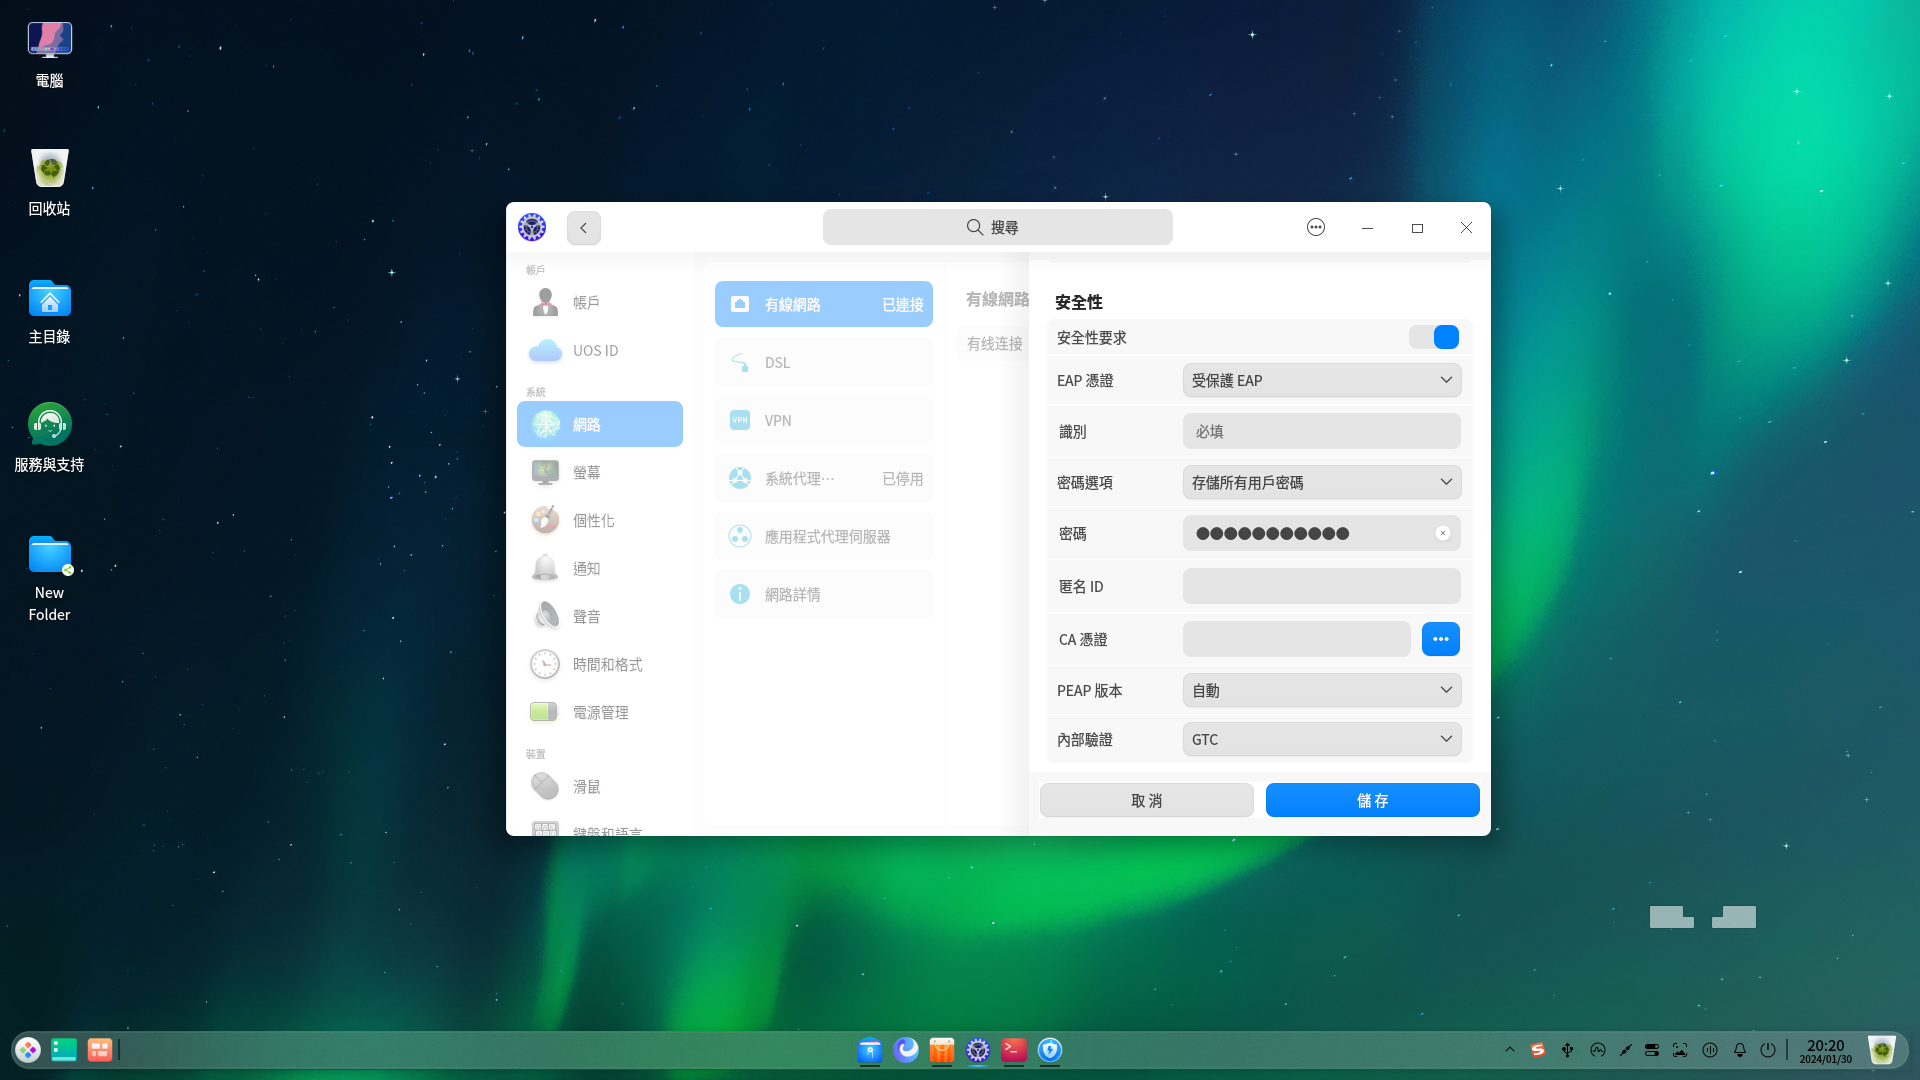 電腦
回收站
主目錄
服務與支持
New
Folder
搜尋
帳戶
帳戶
UOS ID
系統
網路
螢幕
個性化
通知
聲音
時間和格式
電源管理
裝置
滑鼠
鍵盤和語言
有線網路 已連接
DSL
VPN
VPN
系統代理… 已停用
應用程式代理伺服器
網路詳情
有線網路
有线连接
安全性
安全性要求
EAP 憑證 受保護 EAP
識別 必填
密碼選項 存儲所有用戶密碼
密碼 ●●●●●●●●●●●
匿名 ID
CA 憑證
PEAP 版本 自動
內部驗證 GTC
取 消 儲 存
20:20
2024/01/30